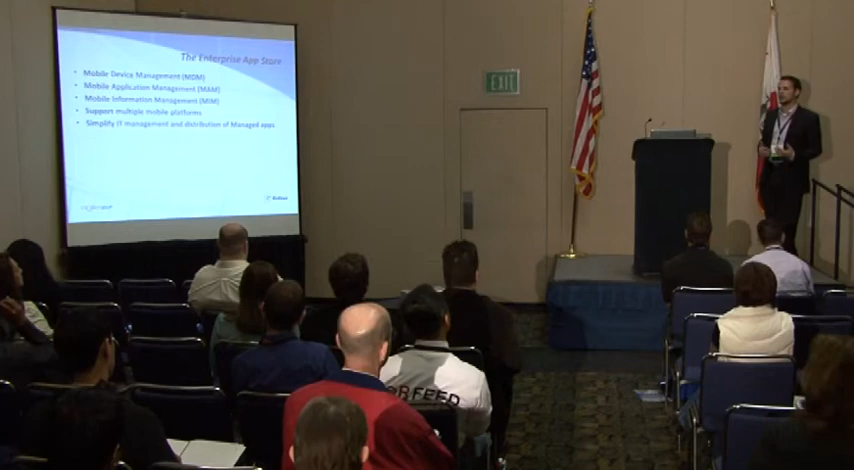 The Enterprise App Store
• Mobile Device Management (MDM)
• Mobile Application Management (MAM)
• Mobile Information Management (MIM)
• Support multiple mobile platforms
• Simplify IT management and distribution of Managed apps
EXIT
FEED